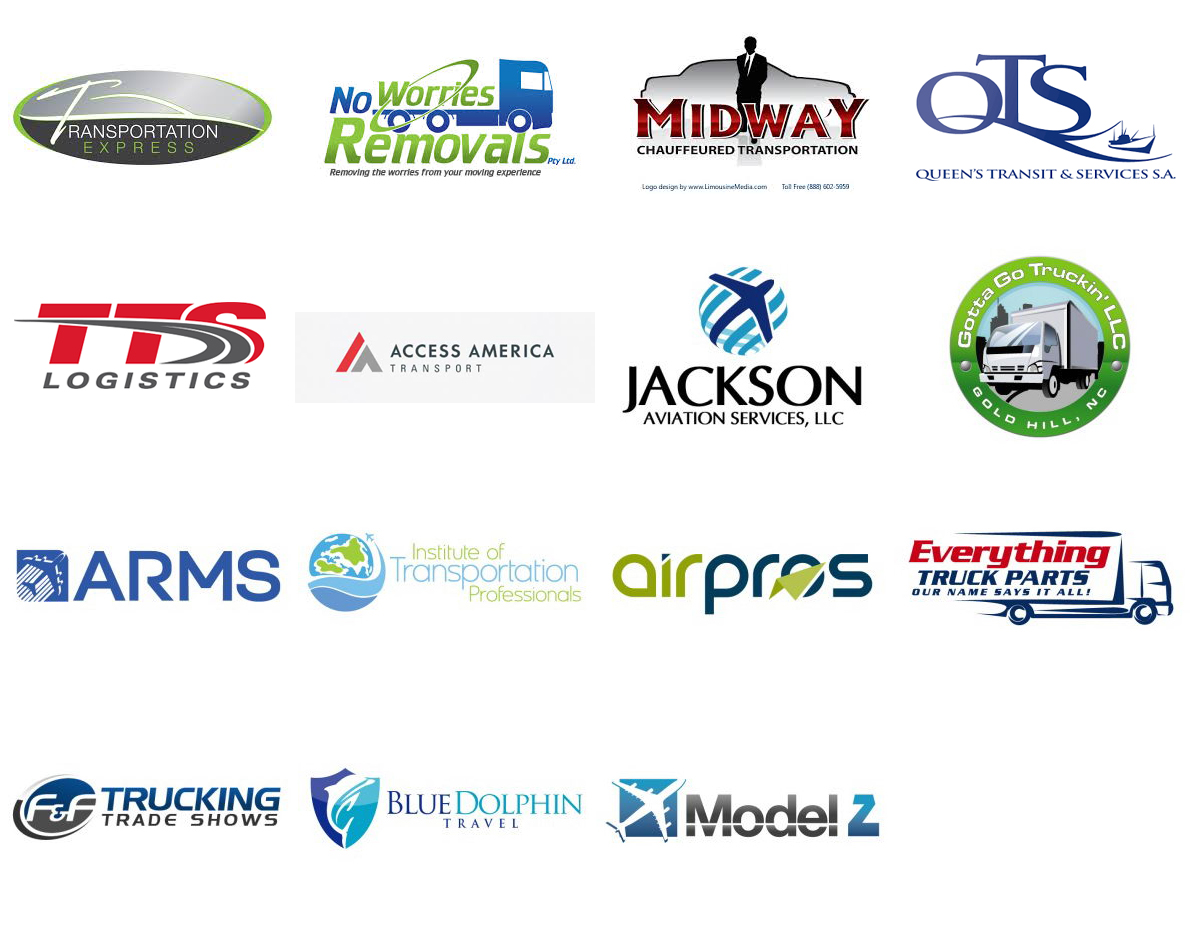 TRANSPORTATION
EXPRESS
No Worries
Removals Pty Ltd.
Removing the worries from your moving experience
MIDWAY
CHAUFFEURED TRANSPORTATION
Logo design by www.LimousineMedia.com Toll Free (888) 602-5959
QTS
QUEEN'S TRANSIT & SERVICES S.A.
TTS
LOGISTICS
ACCESS AMERICA
TRANSPORT
JACKSON
AVIATION SERVICES, LLC
Gotta Go Truckin' LLC
GOLD HILL, NC
ARMS
Institute of
Transportation
Professionals
airpros
Everything
TRUCK PARTS
OUR NAME SAYS IT ALL!
F&F TRUCKING
TRADE SHOWS
BLUE DOLPHIN
TRAVEL
Model Z